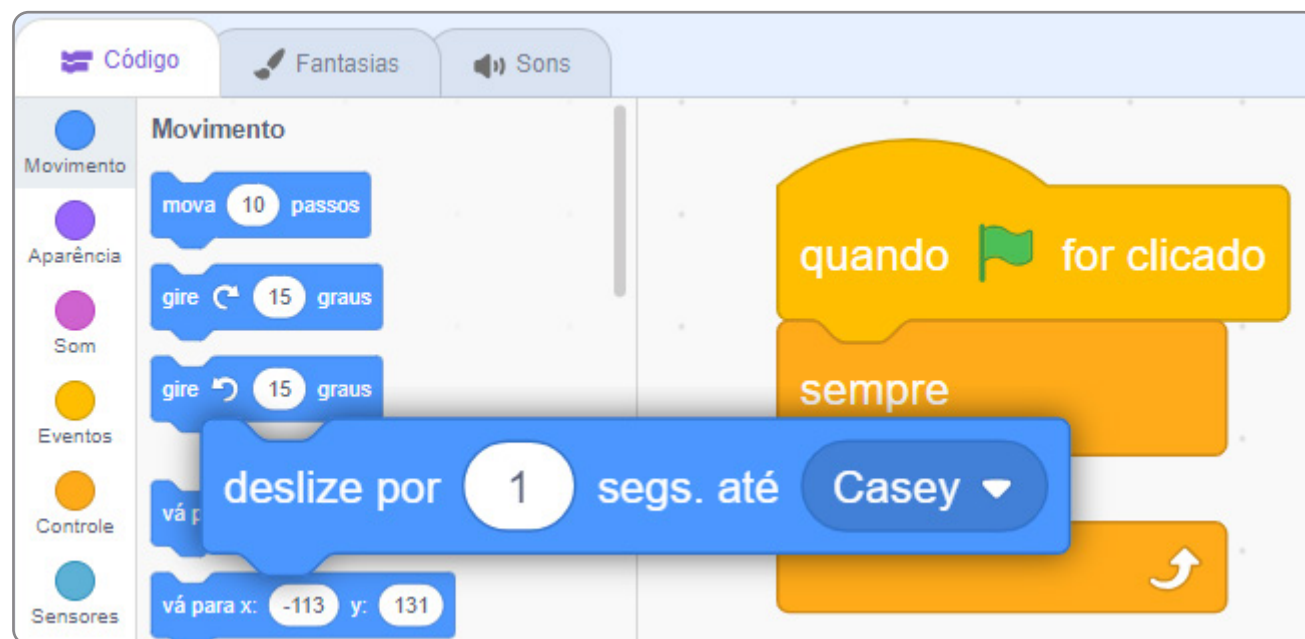 Código Fantasias Sons
Movimento
Aparência
Som
Eventos
Controle
Sensores
Movimento
mova 10 passos
gire 15 graus
gire 15 graus
vá p
vá para x: -113 y: 131
deslize por 1 segs. até Casey
quando for clicado
sempre